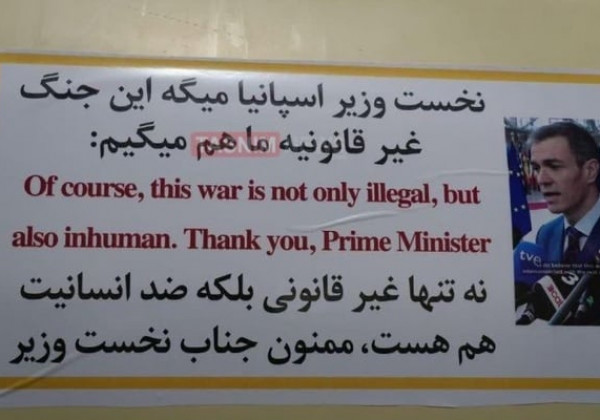 نخست وزیر اسپانیا میگه این جنگ
غیر قانونیه ما هم میگیم:
Of course, this war is not only illegal, but
also inhuman. Thank you, Prime Minister
نه تنها غیر قانونی بلکه ضد انسانیت
هم هست، ممنون جناب نخست وزیر
TASNIM
tve